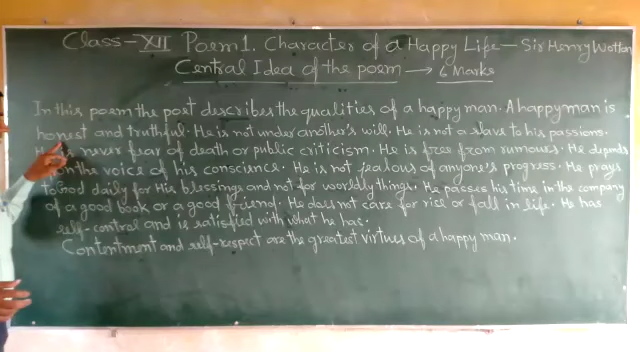 Class-XII Poem 1. Character of a Happy Life - Sir Henry Wotton
Central Idea of the poem → 6 Marks
In this poem the poet describes the qualities of a happy man. A happy man is
honest and truthful. He is not under another's will. He is not a slave to his passions.
never fear of death or public criticism. He is free from rumours. He depends
on the voice of his conscience. He is not jealous of anyone's progress. He prays
to God daily for His blessings and not for worldly things. He passes his time in the company
of a good book or a good friend. He does not care for rise or fall in life. He has
self-control and is satisfied with what he has.
Contentment and self-respect are the greatest virtues of a happy man.